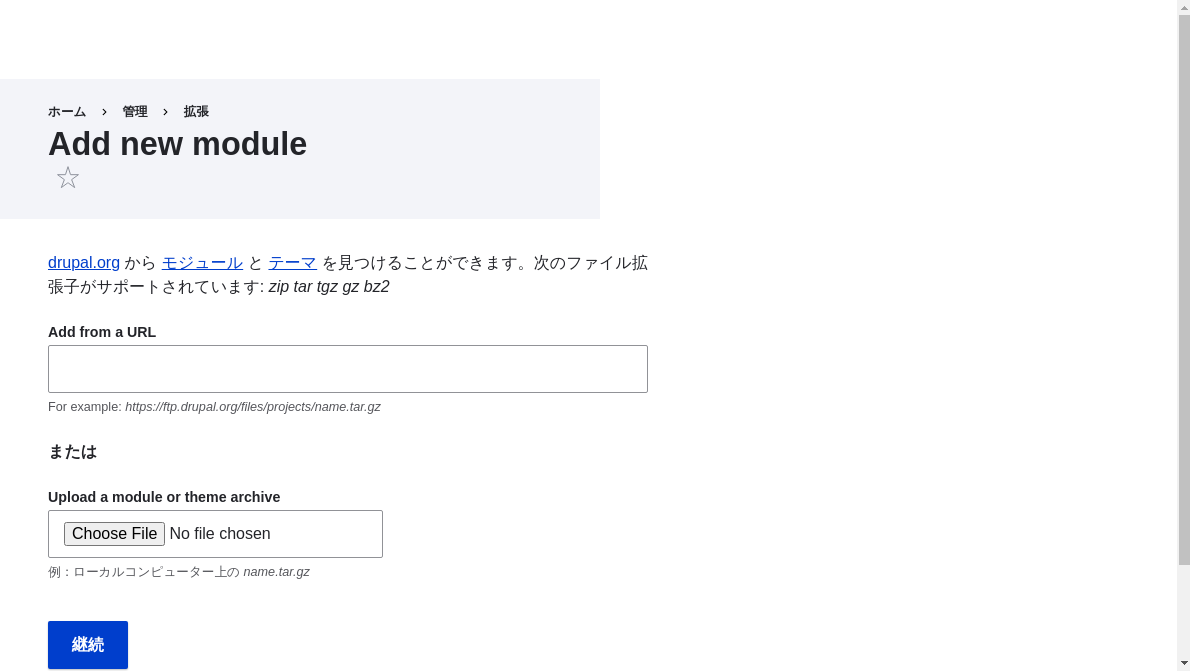 ホーム › 管理 › 拡張
Add new module
drupal.org から モジュール と テーマ を見つけることができます。次のファイル拡
張子がサポートされています: zip tar tgz gz bz2
Add from a URL
For example: https://ftp.drupal.org/files/projects/name.tar.gz
または
Upload a module or theme archive
Choose File No file chosen
例：ローカルコンピューター上の name.tar.gz
継続